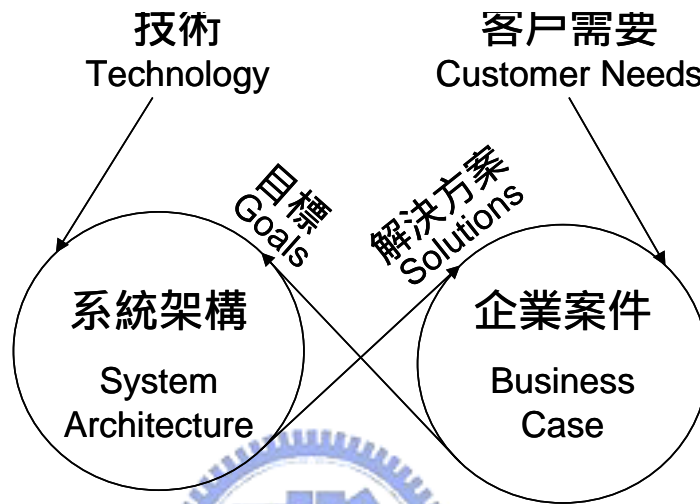 技術
Technology
客戶需要
Customer Needs
目標
Goals
解決方案
Solutions
系統架構
System
Architecture
企業案件
Business
Case